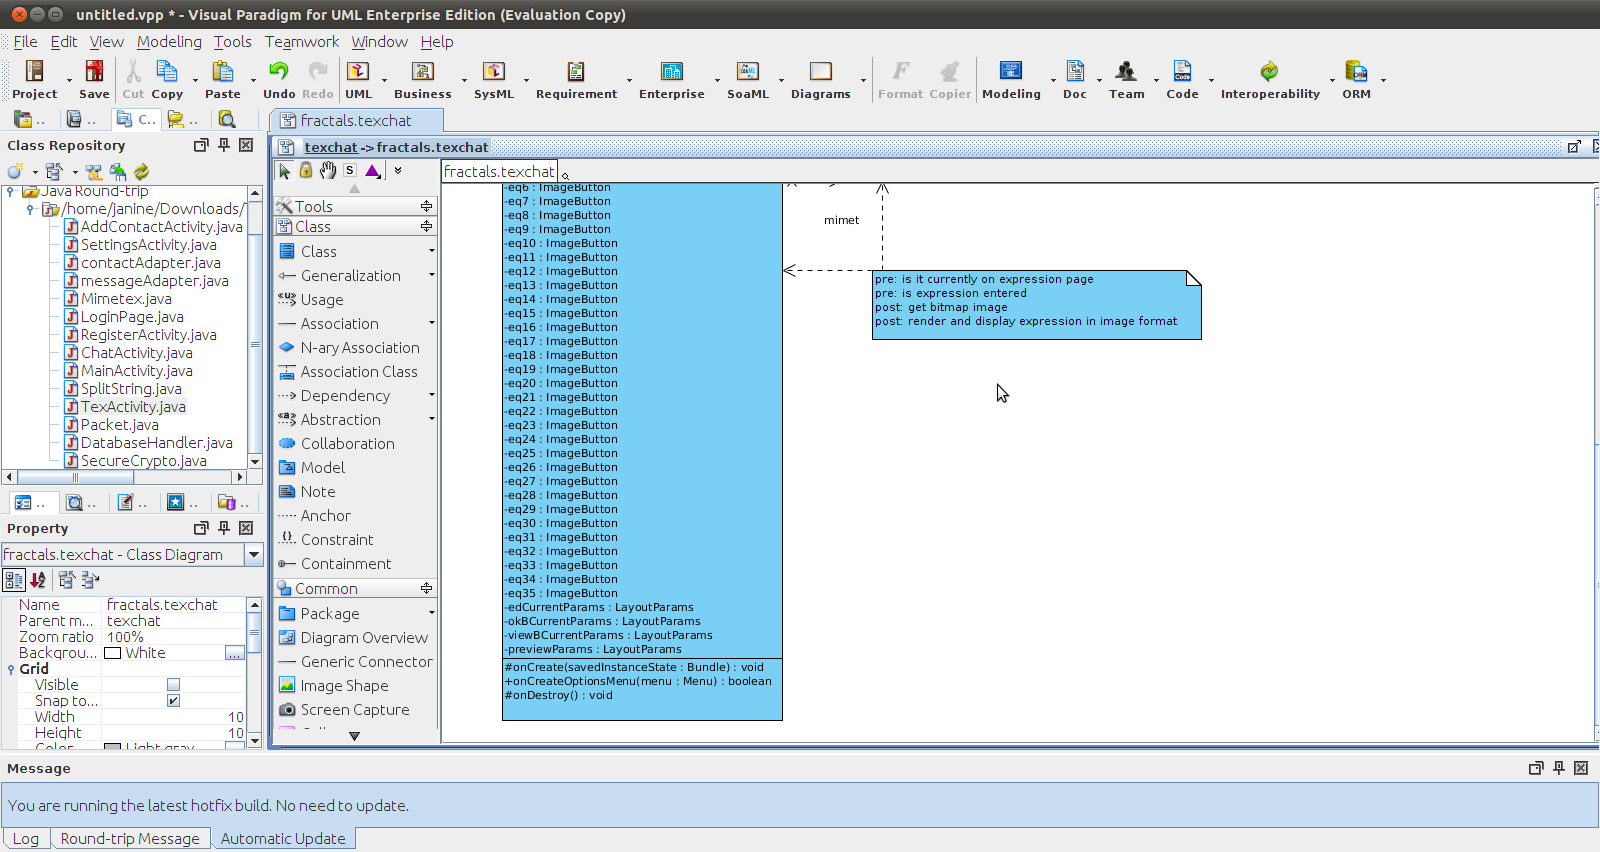 untitled.vpp * - Visual Paradigm for UML Enterprise Edition (Evaluation Copy)
File Edit View Modeling Tools Teamwork Window Help
Project Save Cut Copy Paste Undo Redo UML Business SysML Requirement Enterprise SoaML Diagrams Format Copier Modeling Doc Team Code Interoperability ORM
C..
fractals.texchat
Class Repository
texchat->fractals.texchat
fractals.texchat
Java Round-trip
/home/janine/Downloads/
AddContactActivity.java
SettingsActivity.java
contactAdapter.java
messageAdapter.java
Mimetex.java
LoginPage.java
RegisterActivity.java
ChatActivity.java
MainActivity.java
SplitString.java
TexActivity.java
Packet.java
DatabaseHandler.java
SecureCrypto.java
Property
fractals.texchat - Class Diagram
Name fractals.texchat
Parent m... texchat
Zoom ratio 100%
Backgrou... White
...
Grid
Visible
Snap to...
Width 10
Height 10
Color Light gray
Tools
Class
Class
Generalization
Usage
Association
N-ary Association
Association Class
Dependency
Abstraction
Collaboration
Model
Note
Anchor
Constraint
Containment
Common
Package
Diagram Overview
Generic Connector
Image Shape
Screen Capture
-eq6 : ImageButton
-eq7 : ImageButton
-eq8 : ImageButton
-eq9 : ImageButton
-eq10 : ImageButton
-eq11 : ImageButton
-eq12 : ImageButton
-eq13 : ImageButton
-eq14 : ImageButton
-eq15 : ImageButton
-eq16 : ImageButton
-eq17 : ImageButton
-eq18 : ImageButton
-eq19 : ImageButton
-eq20 : ImageButton
-eq21 : ImageButton
-eq22 : ImageButton
-eq23 : ImageButton
-eq24 : ImageButton
-eq25 : ImageButton
-eq26 : ImageButton
-eq27 : ImageButton
-eq28 : ImageButton
-eq29 : ImageButton
-eq30 : ImageButton
-eq31 : ImageButton
-eq32 : ImageButton
-eq33 : ImageButton
-eq34 : ImageButton
-eq35 : ImageButton
-edCurrentParams : LayoutParams
-okBCurrentParams : LayoutParams
-viewBCurrentParams : LayoutParams
-previewParams : LayoutParams
#onCreate(savedInstanceState : Bundle) : void
+onCreateOptionsMenu(menu : Menu) : boolean
#onDestroy() : void
mimet
pre: is it currently on expression page
pre: is expression entered
post: get bitmap image
post: render and display expression in image format
Message
You are running the latest hotfix build. No need to update.
Log Round-trip Message Automatic Update